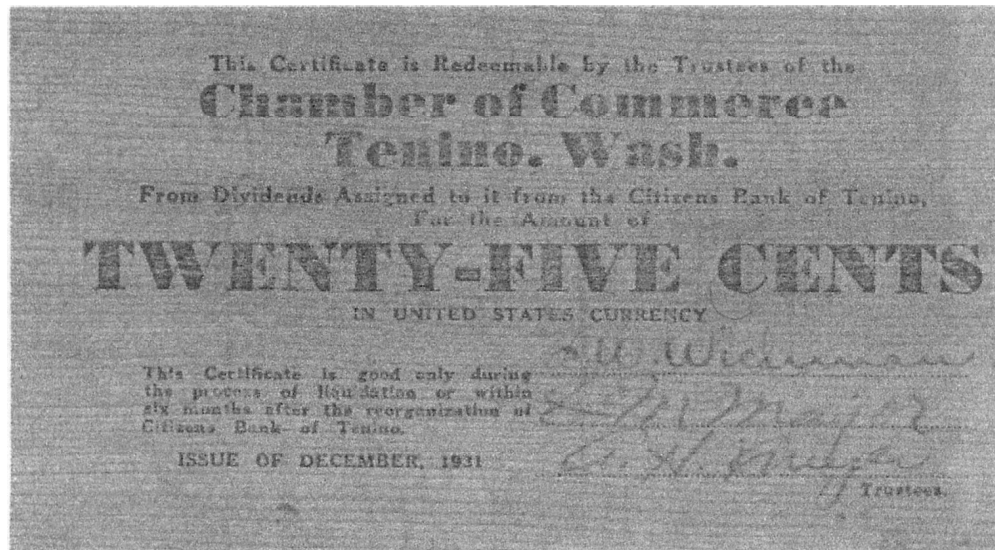 This Certificate is Redeemable by the Trustees of the
Chamber of Commerce
Tenino. Wash.
From Dividends Assigned to it from the Citizens Bank of Tenino,
For the Amount of
TWENTY-FIVE CENTS
IN UNITED STATES CURRENCY
This Certificate is good only during
the process of liquidation or within
six months after the reorganization of
Citizens Bank of Tenino.
ISSUE OF DECEMBER, 1931
W. Wichman
A. H. Meyer
Trustees.